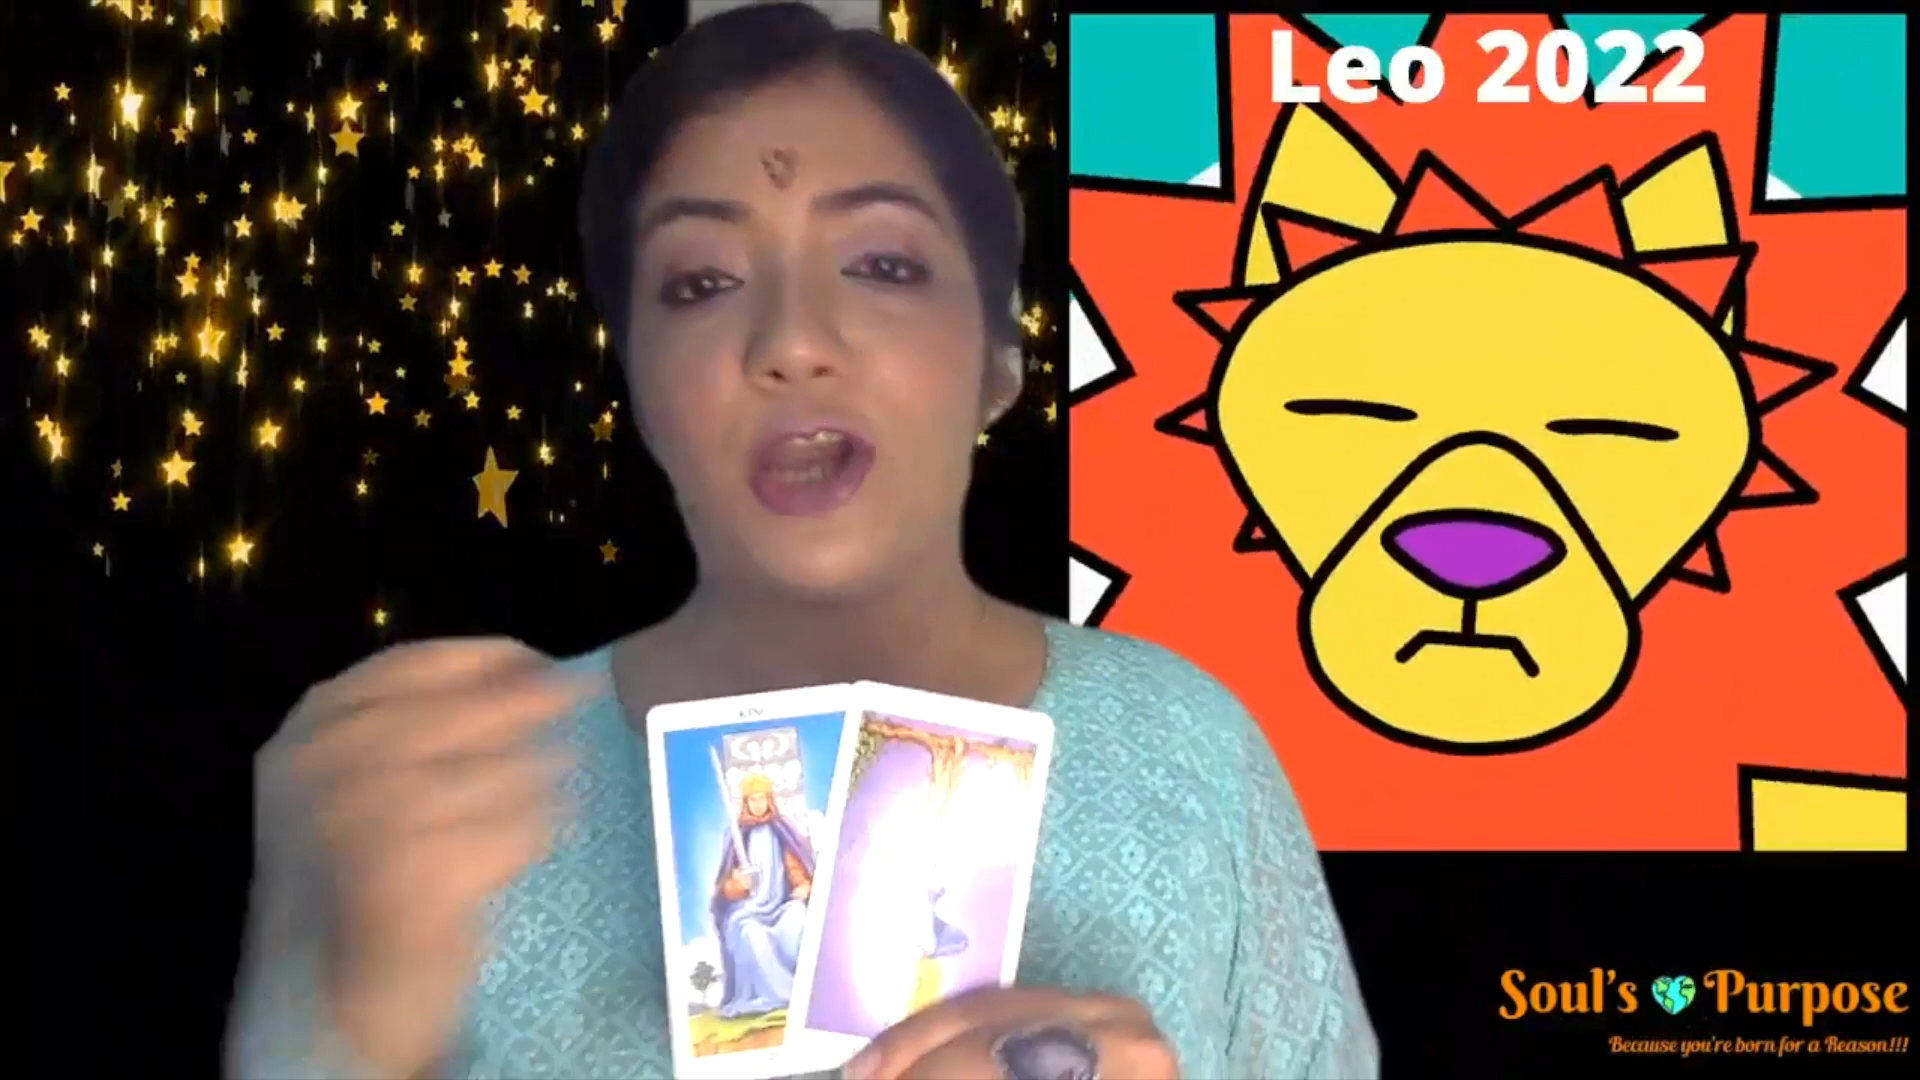 Leo 2022
Soul's Purpose
Because you're born for a Reason!!!